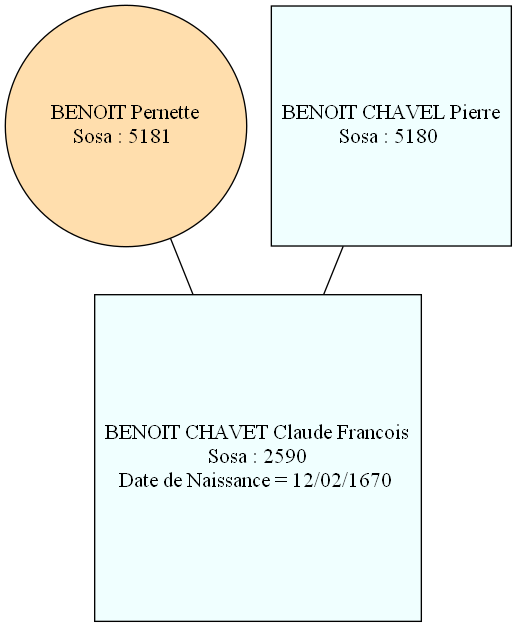 BENOIT Pernette
Sosa : 5181
BENOIT CHAVEL Pierre
Sosa : 5180
BENOIT CHAVET Claude Francois
Sosa : 2590
Date de Naissance = 12/02/1670